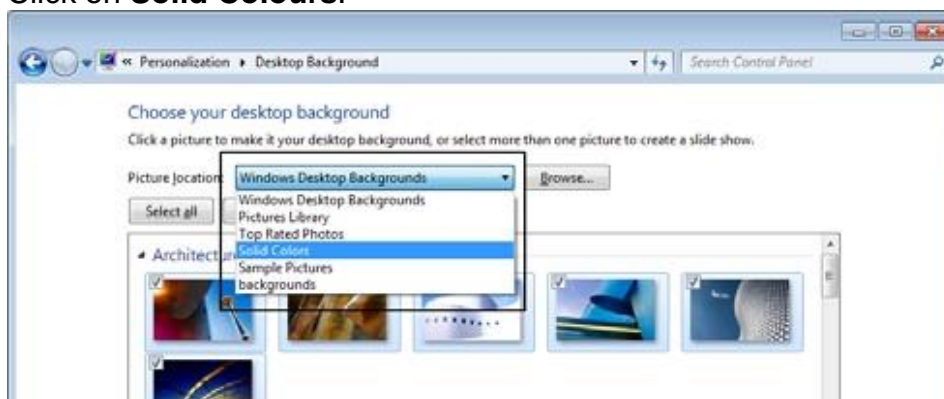 Click on Solid Colours.
« Personalization ▸ Desktop Background
Search Control Panel
Choose your desktop background
Click a picture to make it your desktop background, or select more than one picture to create a slide show.
Picture location: Windows Desktop Backgrounds Browse...
Windows Desktop Backgrounds
Select all
Pictures Library
Top Rated Photos
Solid Colors
Architectur
Sample Pictures
backgrounds